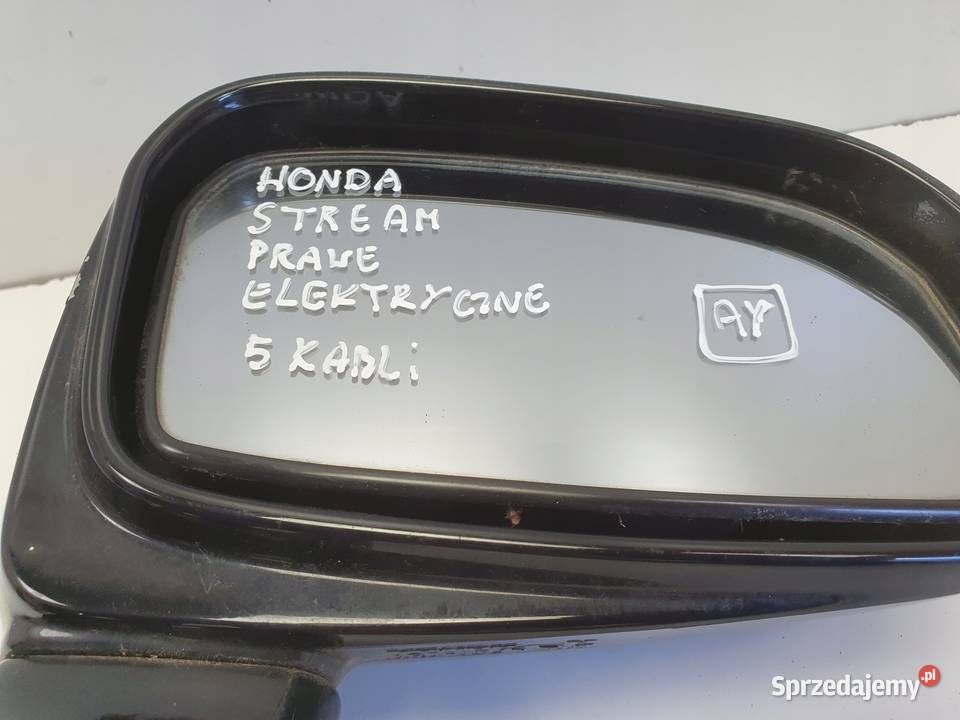 HONDA
STREAM
PRAWE
ELEKTRYCZNE
5 KABLi
AY
Sprzedajemy.pl